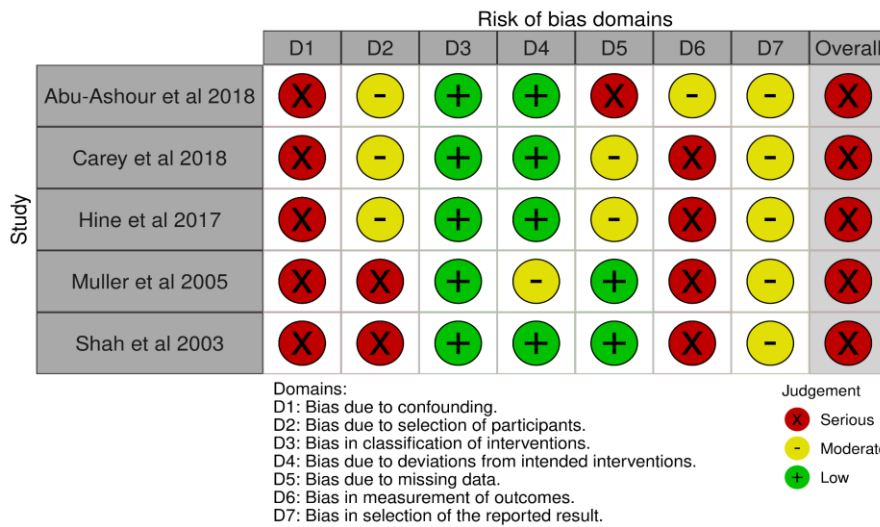 Risk of bias domains
D1 D2 D3 D4 D5 D6 D7 Overall
Study
Abu-Ashour et al 2018 X - + + X - - X
Carey et al 2018 X - + + - X - X
Hine et al 2017 X - + + - X - X
Muller et al 2005 X X + - + X - X
Shah et al 2003 X X + + + X - X
Domains:
D1: Bias due to confounding.
D2: Bias due to selection of participants.
D3: Bias in classification of interventions.
D4: Bias due to deviations from intended interventions.
D5: Bias due to missing data.
D6: Bias in measurement of outcomes.
D7: Bias in selection of the reported result.
Judgement
X Serious
- Moderate
+ Low